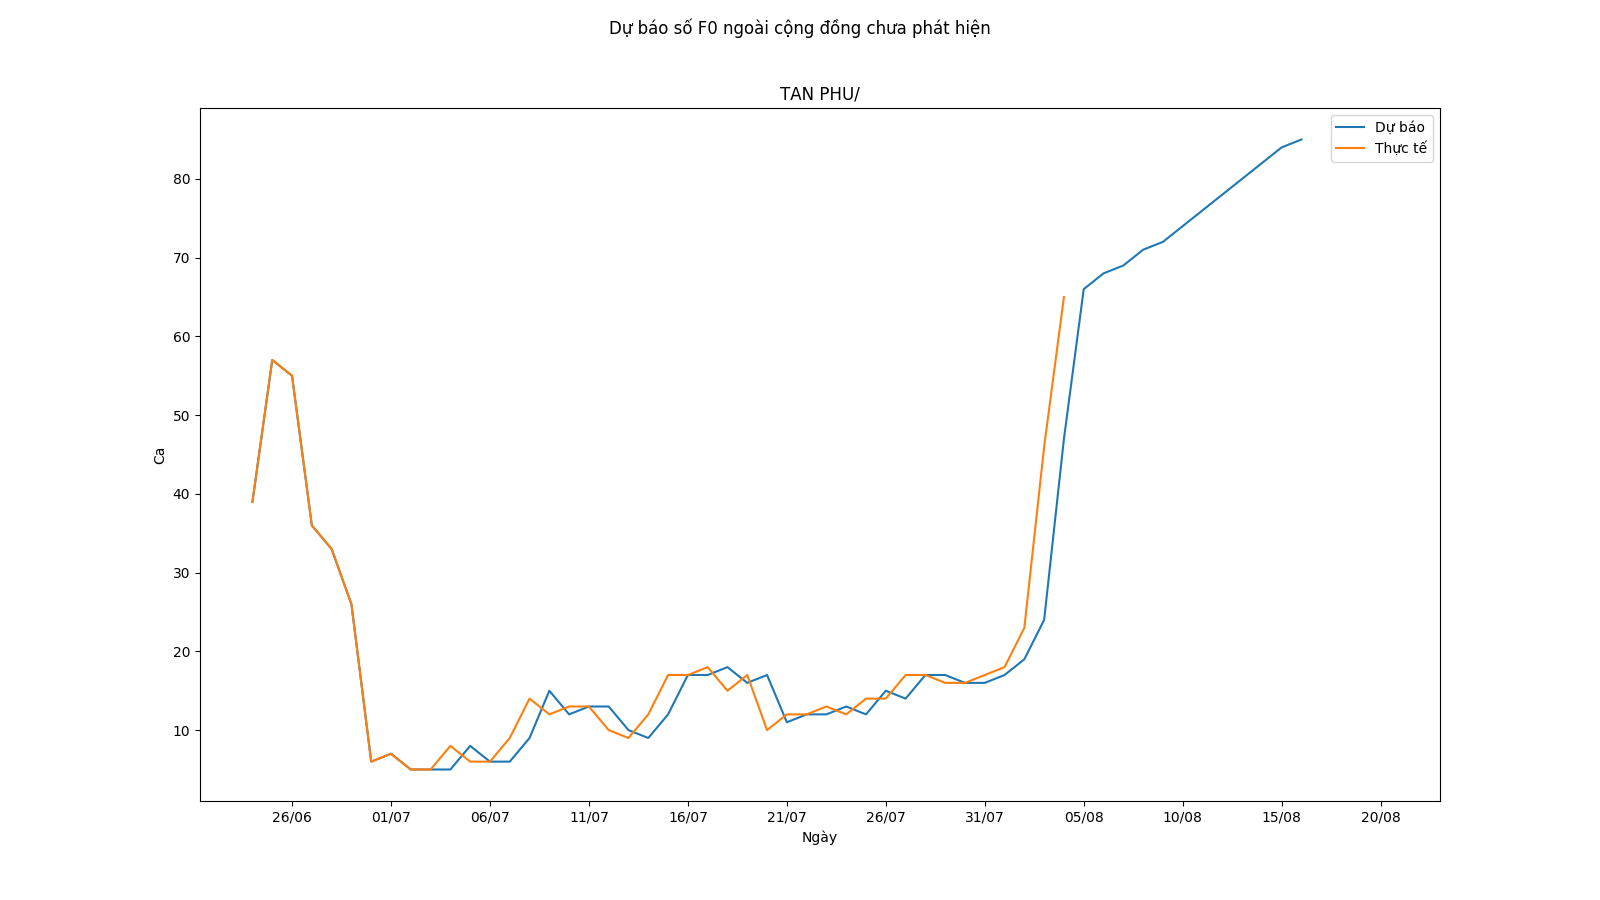 Dự báo số F0 ngoài cộng đồng chưa phát hiện
TAN PHU/
Dự báo
Thực tế
80
70
60
50
40
30
20
10
Ca
26/06 01/07 06/07 11/07 16/07 21/07 26/07 31/07 05/08 10/08 15/08 20/08
Ngày